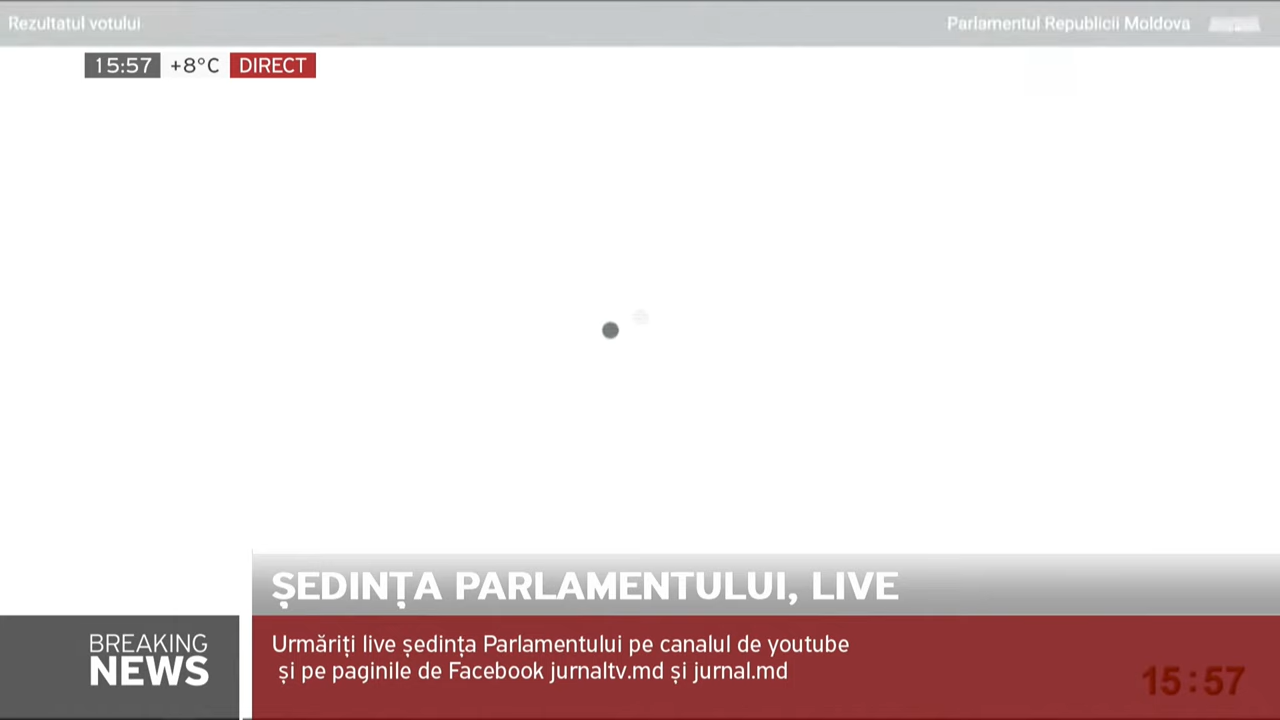 Rezultatul votului
Parlamentul Republicii Moldova
15:57 +8°C DIRECT
ȘEDINȚA PARLAMENTULUI, LIVE
BREAKING
NEWS
Urmăriți live ședința Parlamentului pe canalul de youtube
și pe paginile de Facebook jurnaltv.md și jurnal.md
15:57